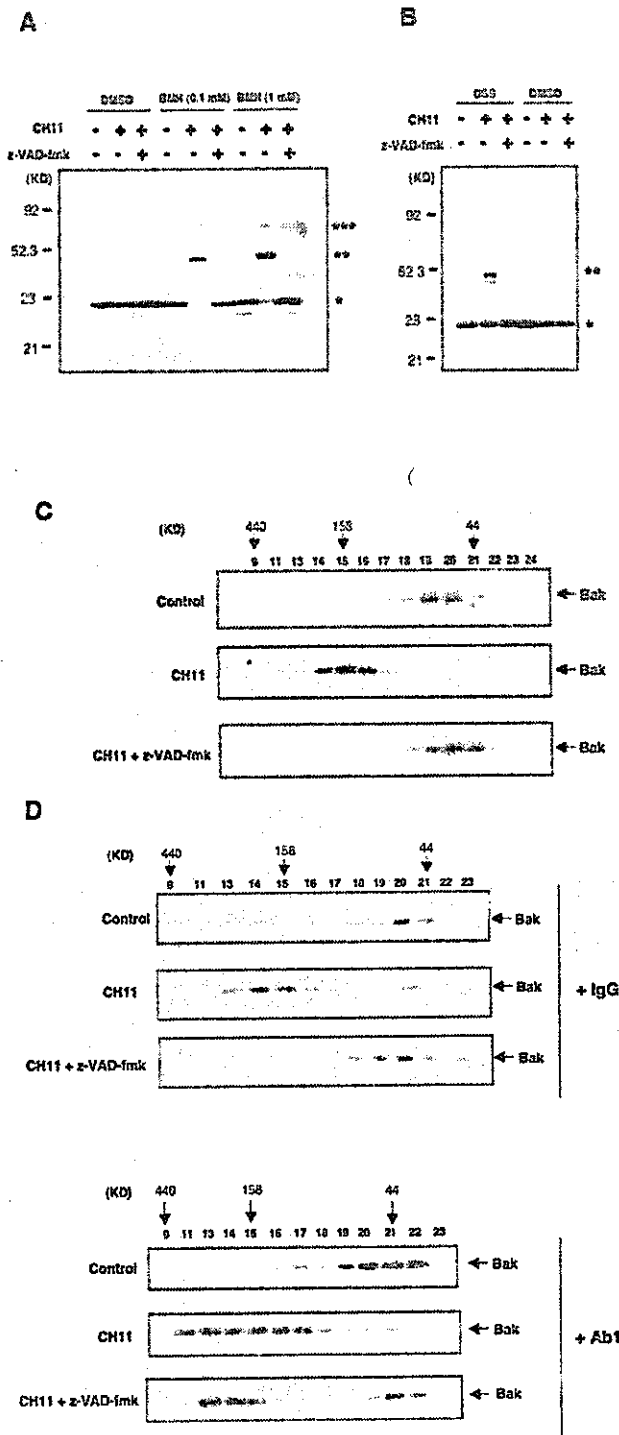 A
DMSO BMH (0.1 mM) BMH (1 mM)
CH11 - + + - + + - + +
z-VAD-fmk - - + - - + - - +
(KD)
92
52.3
23
21
***
**
*
B
DSS DMSO
CH11 - + + - + +
z-VAD-fmk - - + - - +
(KD)
92
52.3
23
21
**
*
C
(KD) 440 158 44
9 11 13 14 15 16 17 18 19 20 21 22 23 24
Control Bak
CH11 Bak
CH11 + z-VAD-fmk Bak
D
(KD) 440 158 44
9 11 13 14 15 16 17 18 19 20 21 22 23
Control Bak
CH11 Bak
CH11 + z-VAD-fmk Bak
+ IgG
(KD) 440 158 44
9 11 13 14 15 16 17 18 19 20 21 22 23
Control Bak
CH11 Bak
CH11 + z-VAD-fmk Bak
+ Ab1